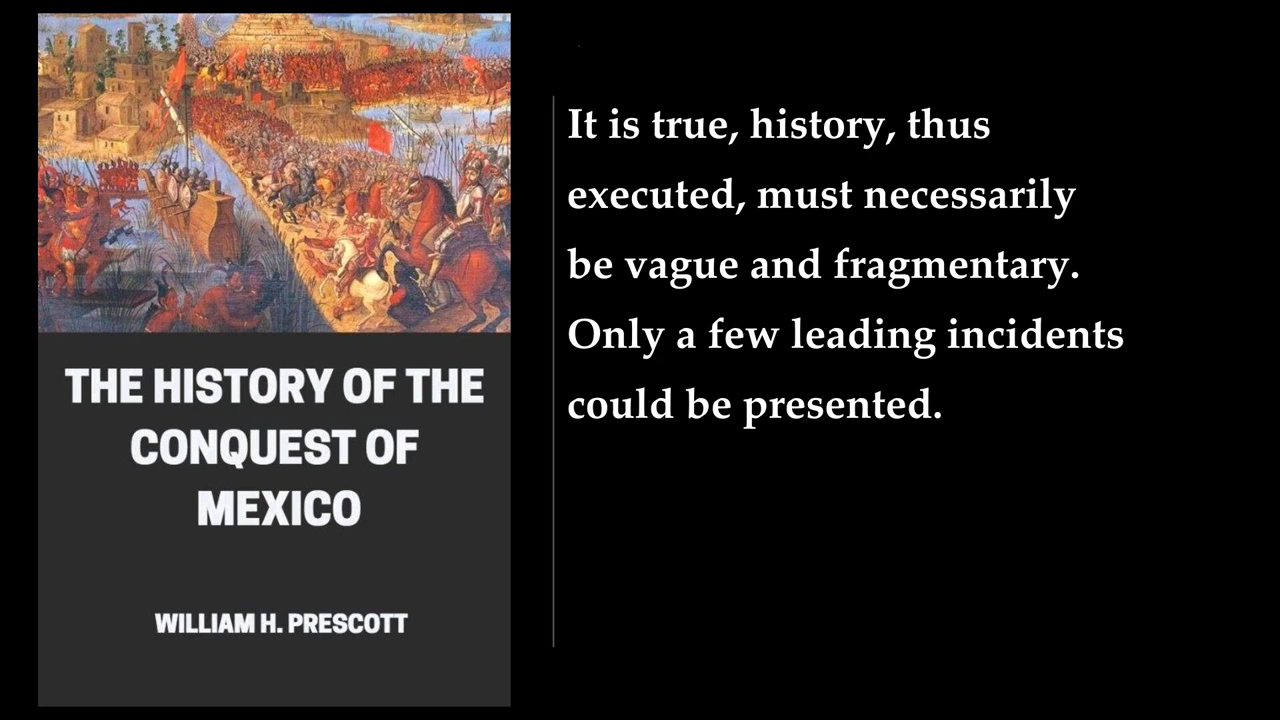 THE HISTORY OF THE
CONQUEST OF
MEXICO
WILLIAM H. PRESCOTT
It is true, history, thus
executed, must necessarily
be vague and fragmentary.
Only a few leading incidents
could be presented.